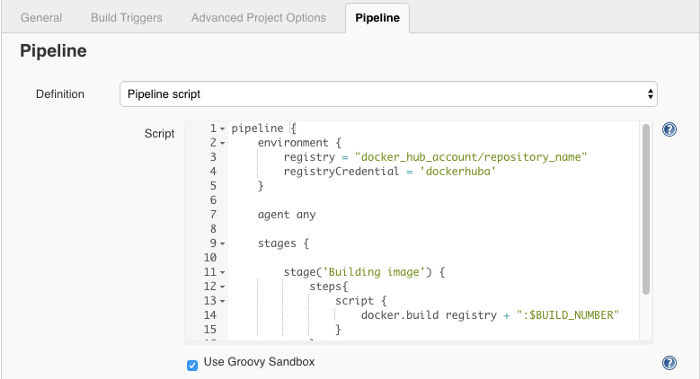 General Build Triggers Advanced Project Options Pipeline
Pipeline
Definition Pipeline script
Script
1 pipeline {
2 environment {
3 registry = "docker_hub_account/repository_name"
4 registryCredential = 'dockerhuba'
5 }
6
7 agent any
8
9 stages {
10
11 stage('Building image') {
12 steps{
13 script {
14 docker.build registry + ":$BUILD_NUMBER"
15 }
Use Groovy Sandbox